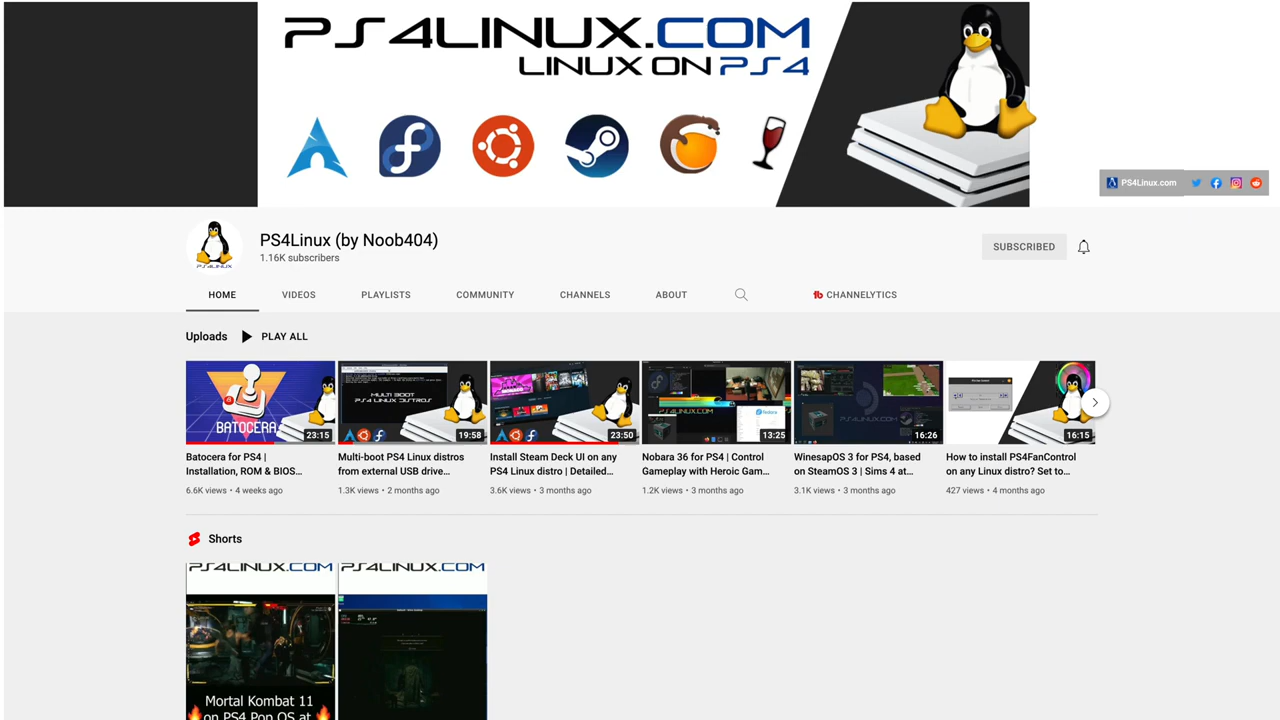 PS4LINUX.COM
LINUX ON PS4
PS4Linux.com
PS4LINUX
PS4Linux (by Noob404)
1.16K subscribers
SUBSCRIBED
HOME
VIDEOS
PLAYLISTS
COMMUNITY
CHANNELS
ABOUT
CHANNELYTICS
Uploads
PLAY ALL
BATOCERA
23:15
MULTI BOOT
PS4 LINUX DISTROS
19:58
23:50
13:25
16:26
16:15
Batocera for PS4 |
Installation, ROM & BIOS...
6.6K views • 4 weeks ago
Multi-boot PS4 Linux distros
from external USB drive...
1.3K views • 2 months ago
Install Steam Deck UI on any
PS4 Linux distro | Detailed...
3.6K views • 3 months ago
Nobara 36 for PS4 | Control
Gameplay with Heroic Gam...
1.2K views • 3 months ago
WinesapOS 3 for PS4, based
on SteamOS 3 | Sims 4 at...
3.1K views • 3 months ago
How to install PS4FanControl
on any Linux distro? Set to...
427 views • 4 months ago
Shorts
PS4LINUX.COM
PS4LINUX.COM
Mortal Kombat 11
on PS4 Pop OS at